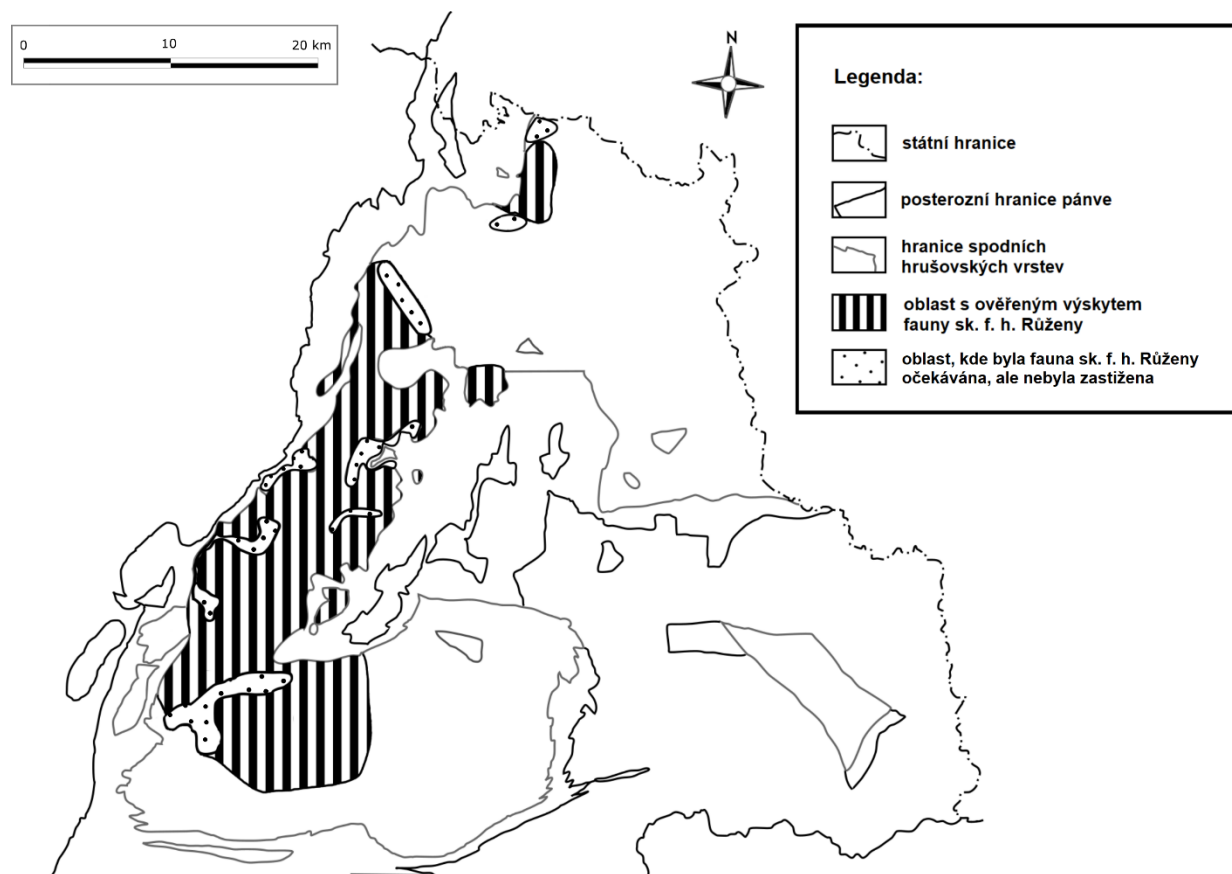 0 10 20 km
N
Legenda:
státní hranice
posterozní hranice pánve
hranice spodních
hrušovských vrstev
oblast s ověřeným výskytem
fauny sk. f. h. Růženy
oblast, kde byla fauna sk. f. h. Růženy
očekávána, ale nebyla zastižena